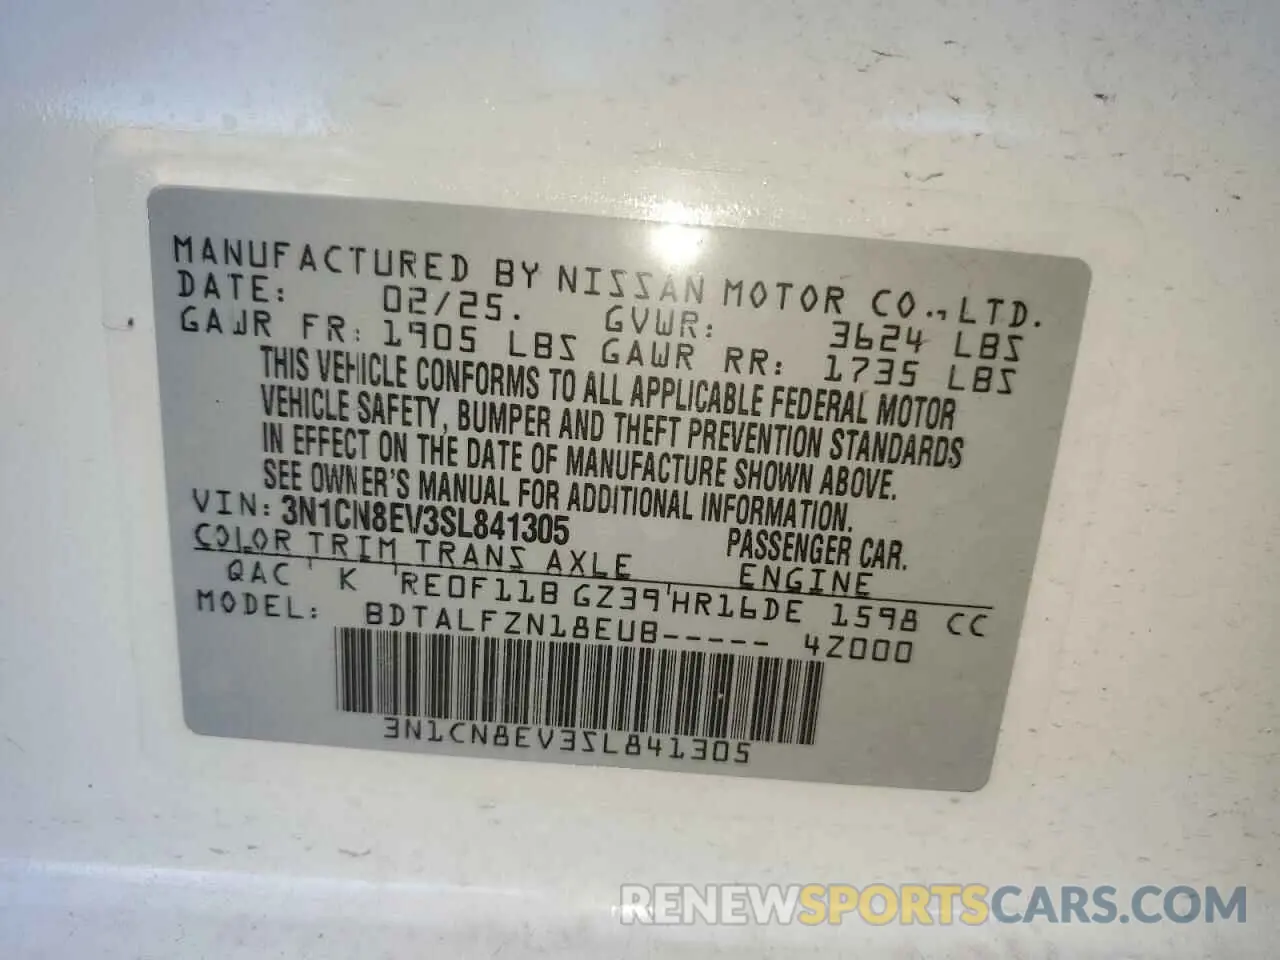 MANUFACTURED BY NISSAN MOTOR CO., LTD.
DATE: 02/25. GVWR: 3624 LBS
GAWR FR: 1905 LBS GAWR RR: 1735 LBS
THIS VEHICLE CONFORMS TO ALL APPLICABLE FEDERAL MOTOR
VEHICLE SAFETY, BUMPER AND THEFT PREVENTION STANDARDS
IN EFFECT ON THE DATE OF MANUFACTURE SHOWN ABOVE.
SEE OWNER'S MANUAL FOR ADDITIONAL INFORMATION.
VIN: 3N1CN8EV3SL841305 PASSENGER CAR.
COLOR TRIM TRANS AXLE ENGINE
QAC K RE0F11B GZ39 HR16DE 1598 CC
MODEL: BDTALFZN18EUB----- 4Z000
3N1CN8EV3SL841305
RENEWSPORTSCARS.COM